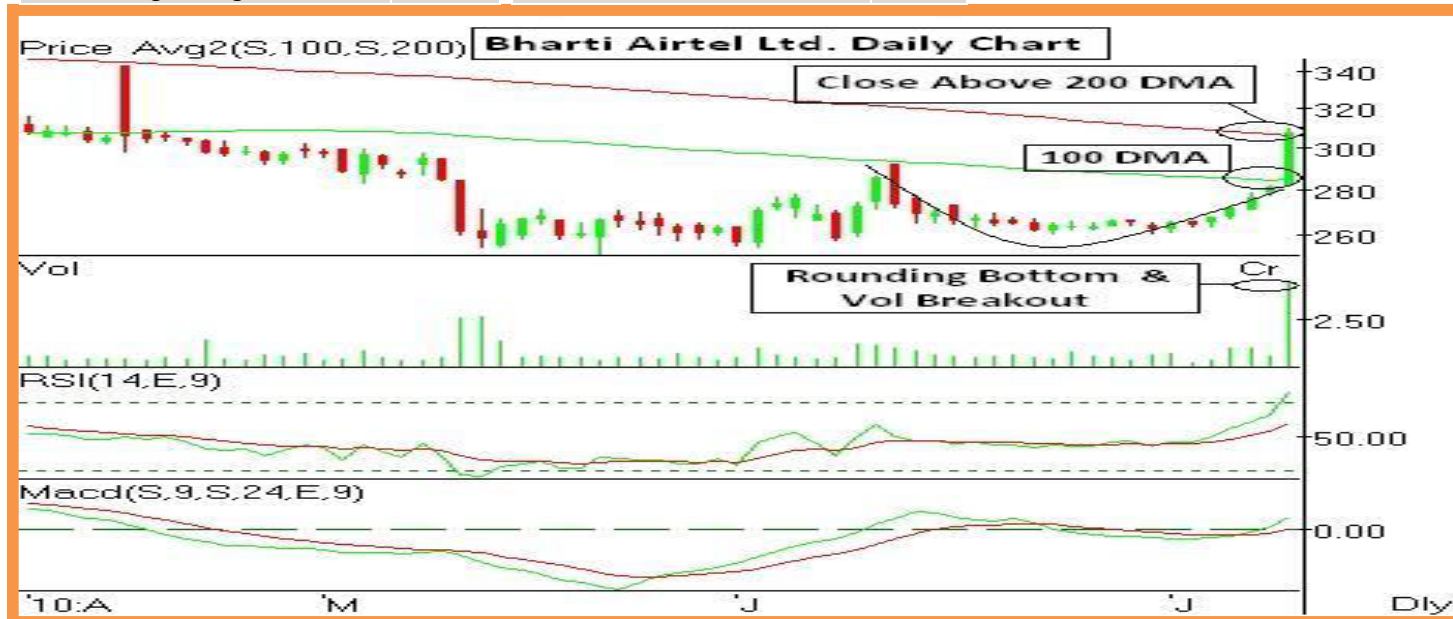 Price Avg2(S,100,S,200)
Bharti Airtel Ltd. Daily Chart
Close Above 200 DMA
340
320
100 DMA
300
280
260
Vol
Rounding Bottom &
Vol Breakout
Cr
2.50
RSI(14,E,9)
50.00
Macd(S,9,S,24,E,9)
0.00
'10:A 'M 'J 'J Dly